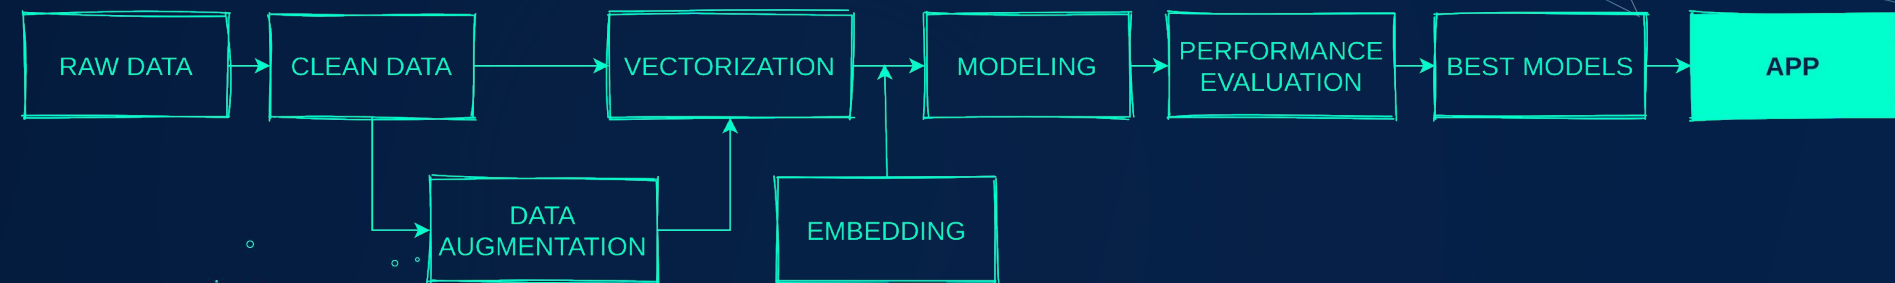 RAW DATA
CLEAN DATA
VECTORIZATION
MODELING
PERFORMANCE
EVALUATION
BEST MODELS
APP
DATA
AUGMENTATION
EMBEDDING